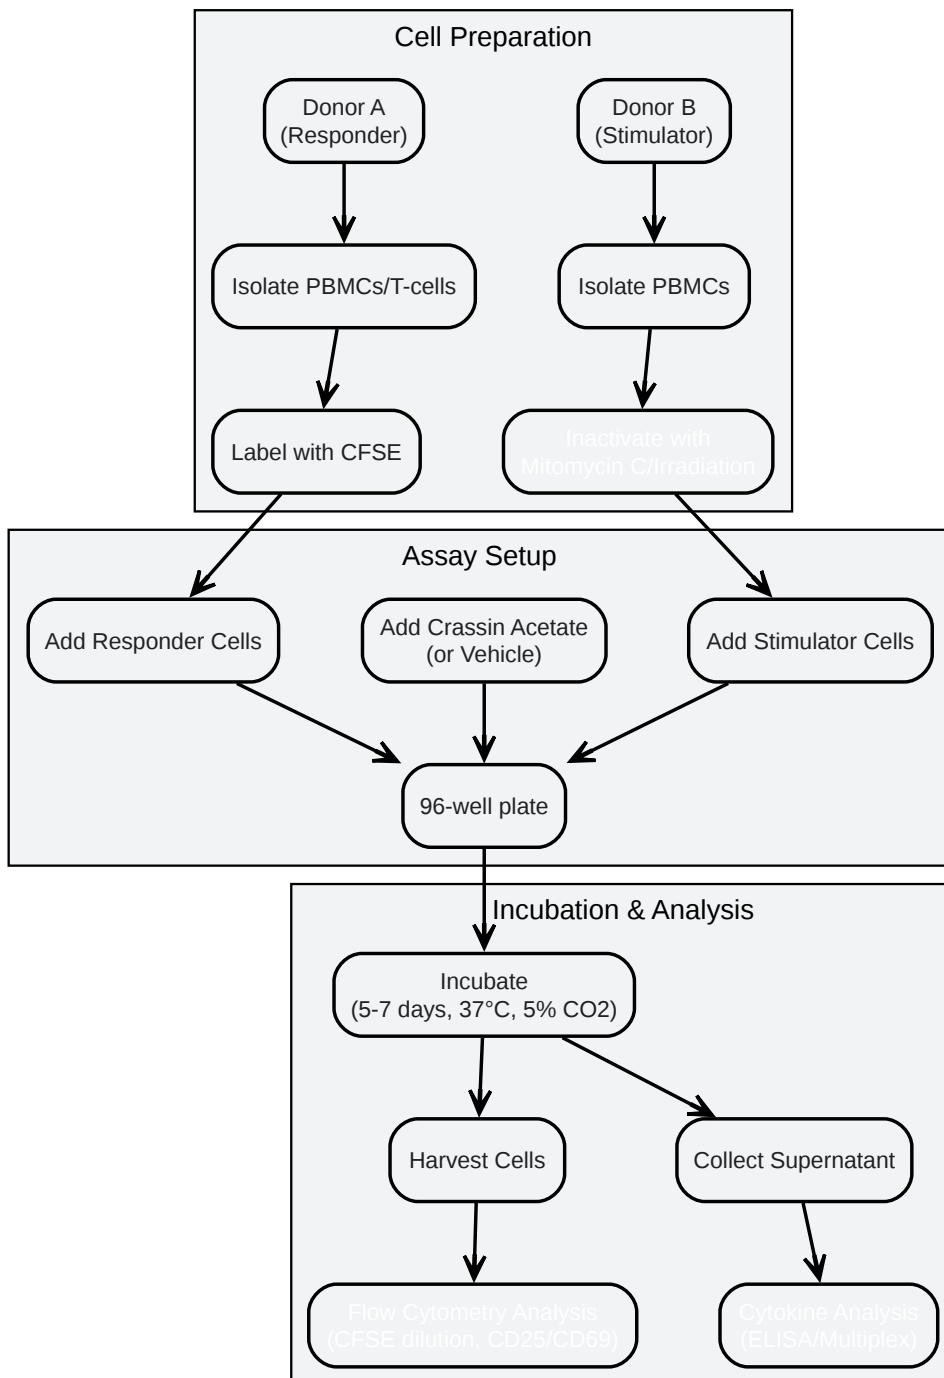 Cell Preparation
Donor A
(Responder)
Donor B
(Stimulator)
Isolate PBMCs/T-cells
Isolate PBMCs
Label with CFSE
Inactivate with
Mitomycin C/Irradiation
Assay Setup
Add Responder Cells
Add Crassin Acetate
(or Vehicle)
Add Stimulator Cells
96-well plate
Incubation & Analysis
Incubate
(5-7 days, 37°C, 5% CO2)
Harvest Cells
Collect Supernatant
Flow Cytometry Analysis
(CFSE dilution, CD25/CD69)
Cytokine Analysis
(ELISA/Multiplex)